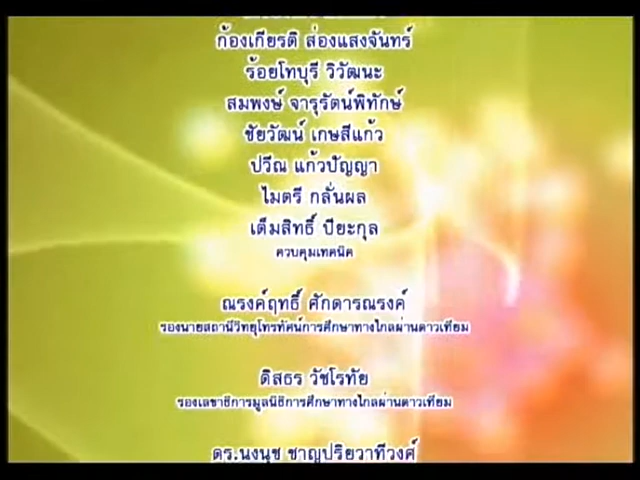 ก้องเกียรติ ส่องแสงจันทร์
ร้อยโทบุรี วิวัฒนะ
สมพงษ์ จารุรัตน์พิทักษ์
ชัยวัฒน์ เกษสีแก้ว
ปวีณ แก้วปัญญา
ไมตรี กลั่นผล
เต็มสิทธิ์ ปิยะกุล
ควบคุมเทคนิค
ณรงค์ฤทธิ์ ศักดารณรงค์
รองนายสถานีวิทยุโทรทัศน์การศึกษาทางไกลผ่านดาวเทียม
ดิสธร วัชโรทัย
รองเลขาธิการมูลนิธิการศึกษาทางไกลผ่านดาวเทียม
ดร.นงนุช ชาญปริยวาทีวงศ์